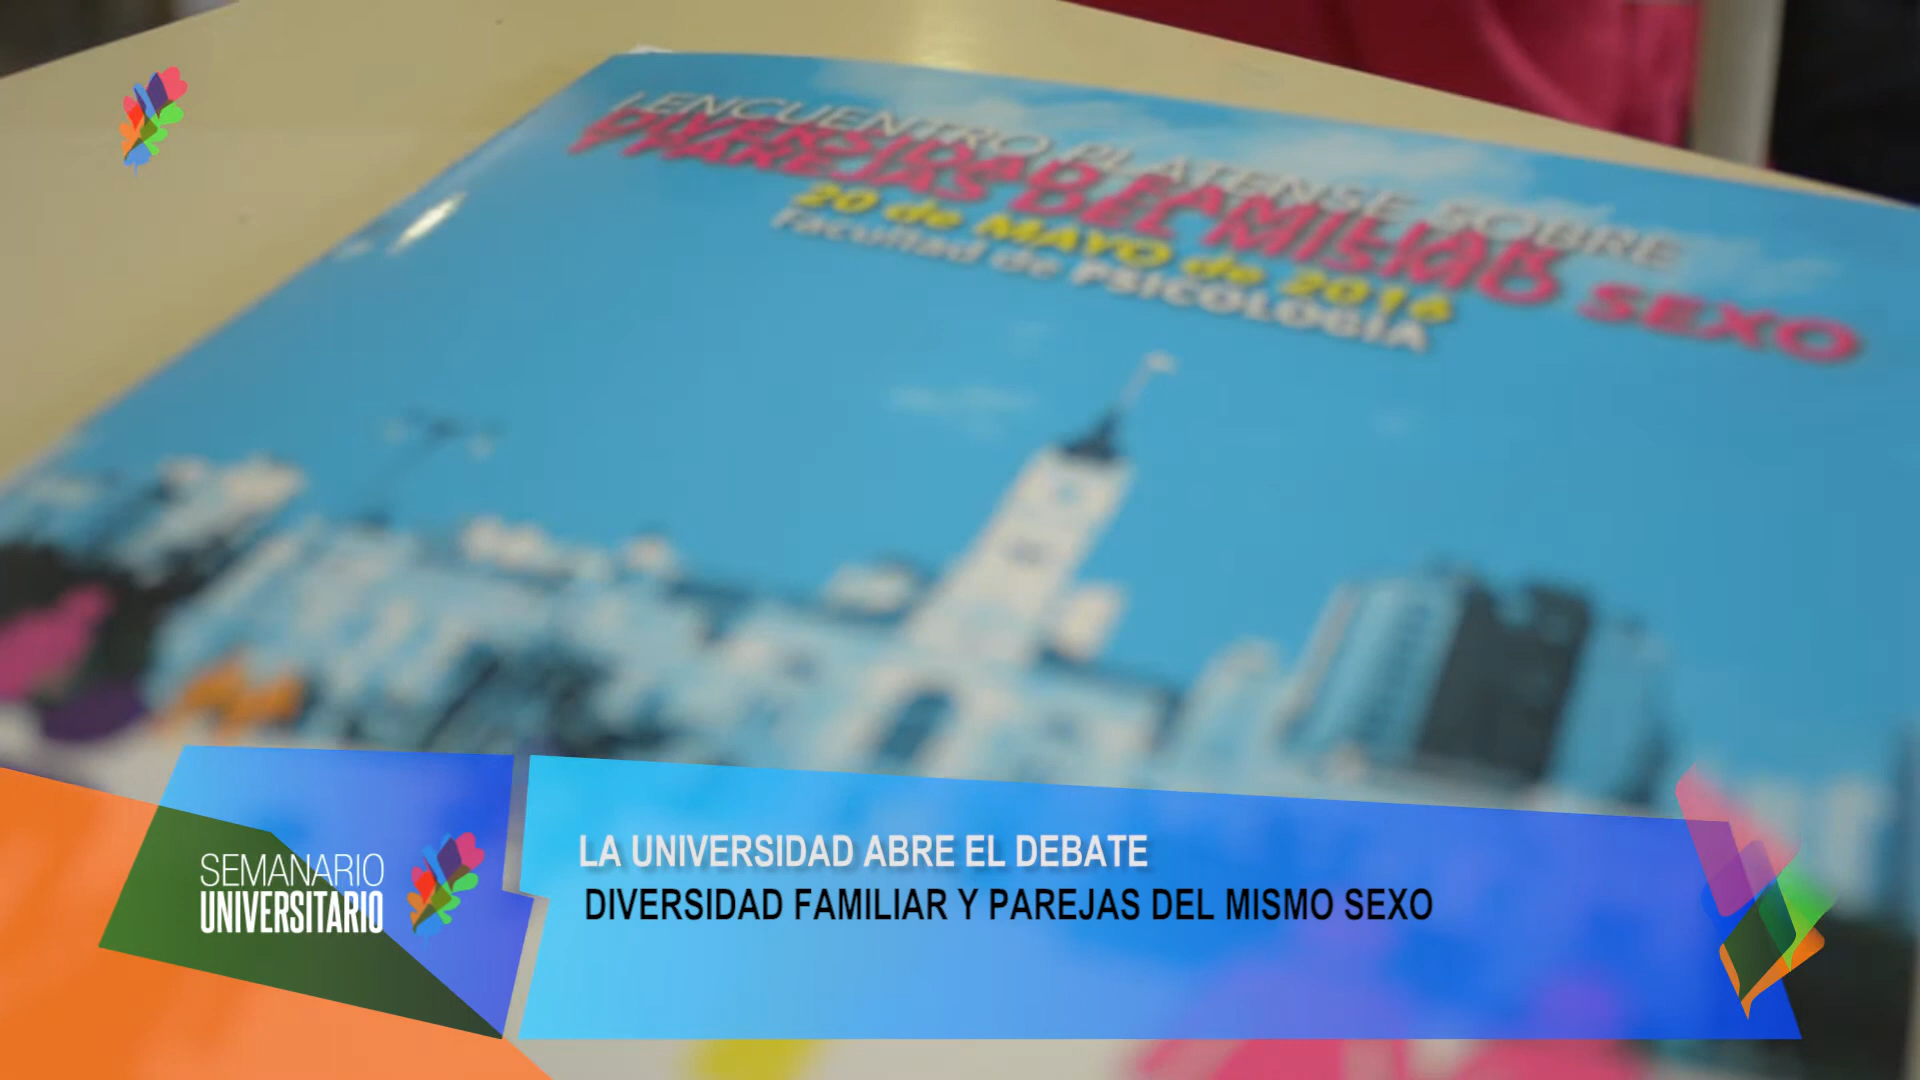 I ENCUENTRO PLATENSE SOBRE
DIVERSIDAD FAMILIAR
Y PAREJAS DEL MISMO SEXO
20 de MAYO de 2016
Facultad de PSICOLOGÍA
SEMANARIO
UNIVERSITARIO
LA UNIVERSIDAD ABRE EL DEBATE
DIVERSIDAD FAMILIAR Y PAREJAS DEL MISMO SEXO